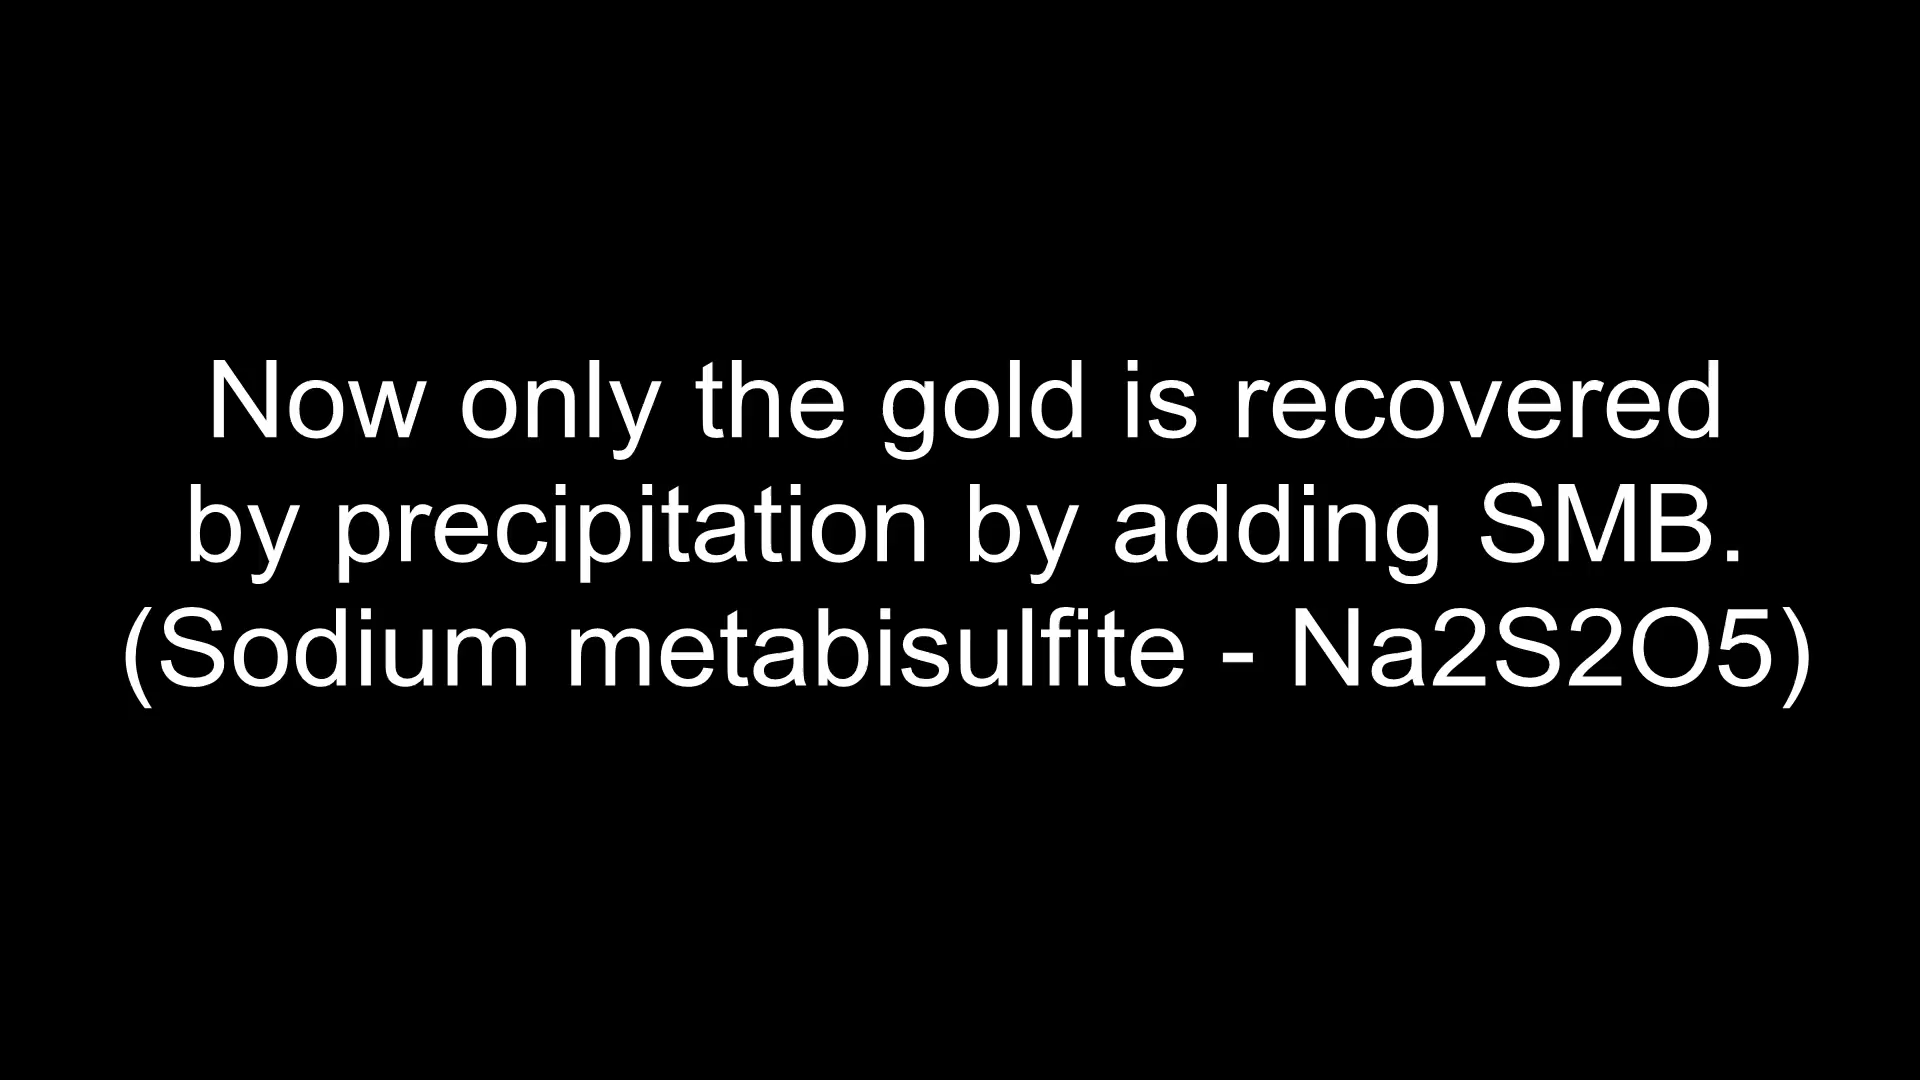 Now only the gold is recovered
by precipitation by adding SMB.
(Sodium metabisulfite - Na2S2O5)